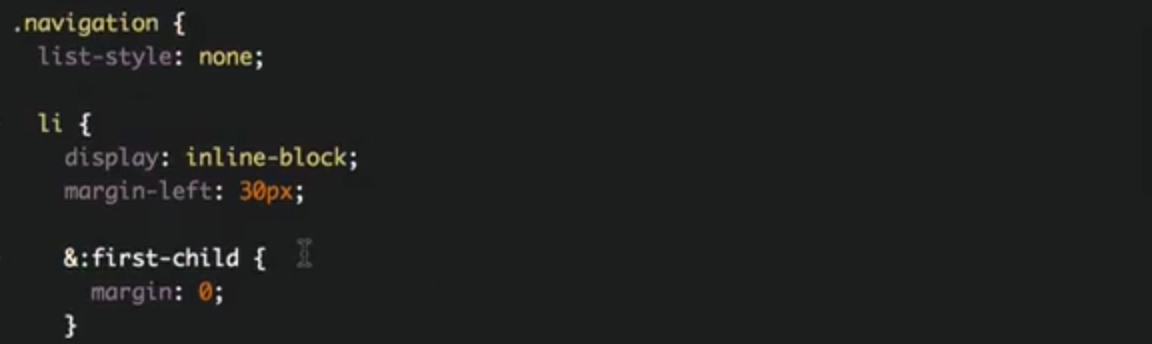 .navigation {
list-style: none;
li {
display: inline-block;
margin-left: 30px;
&:first-child {
margin: 0;
}